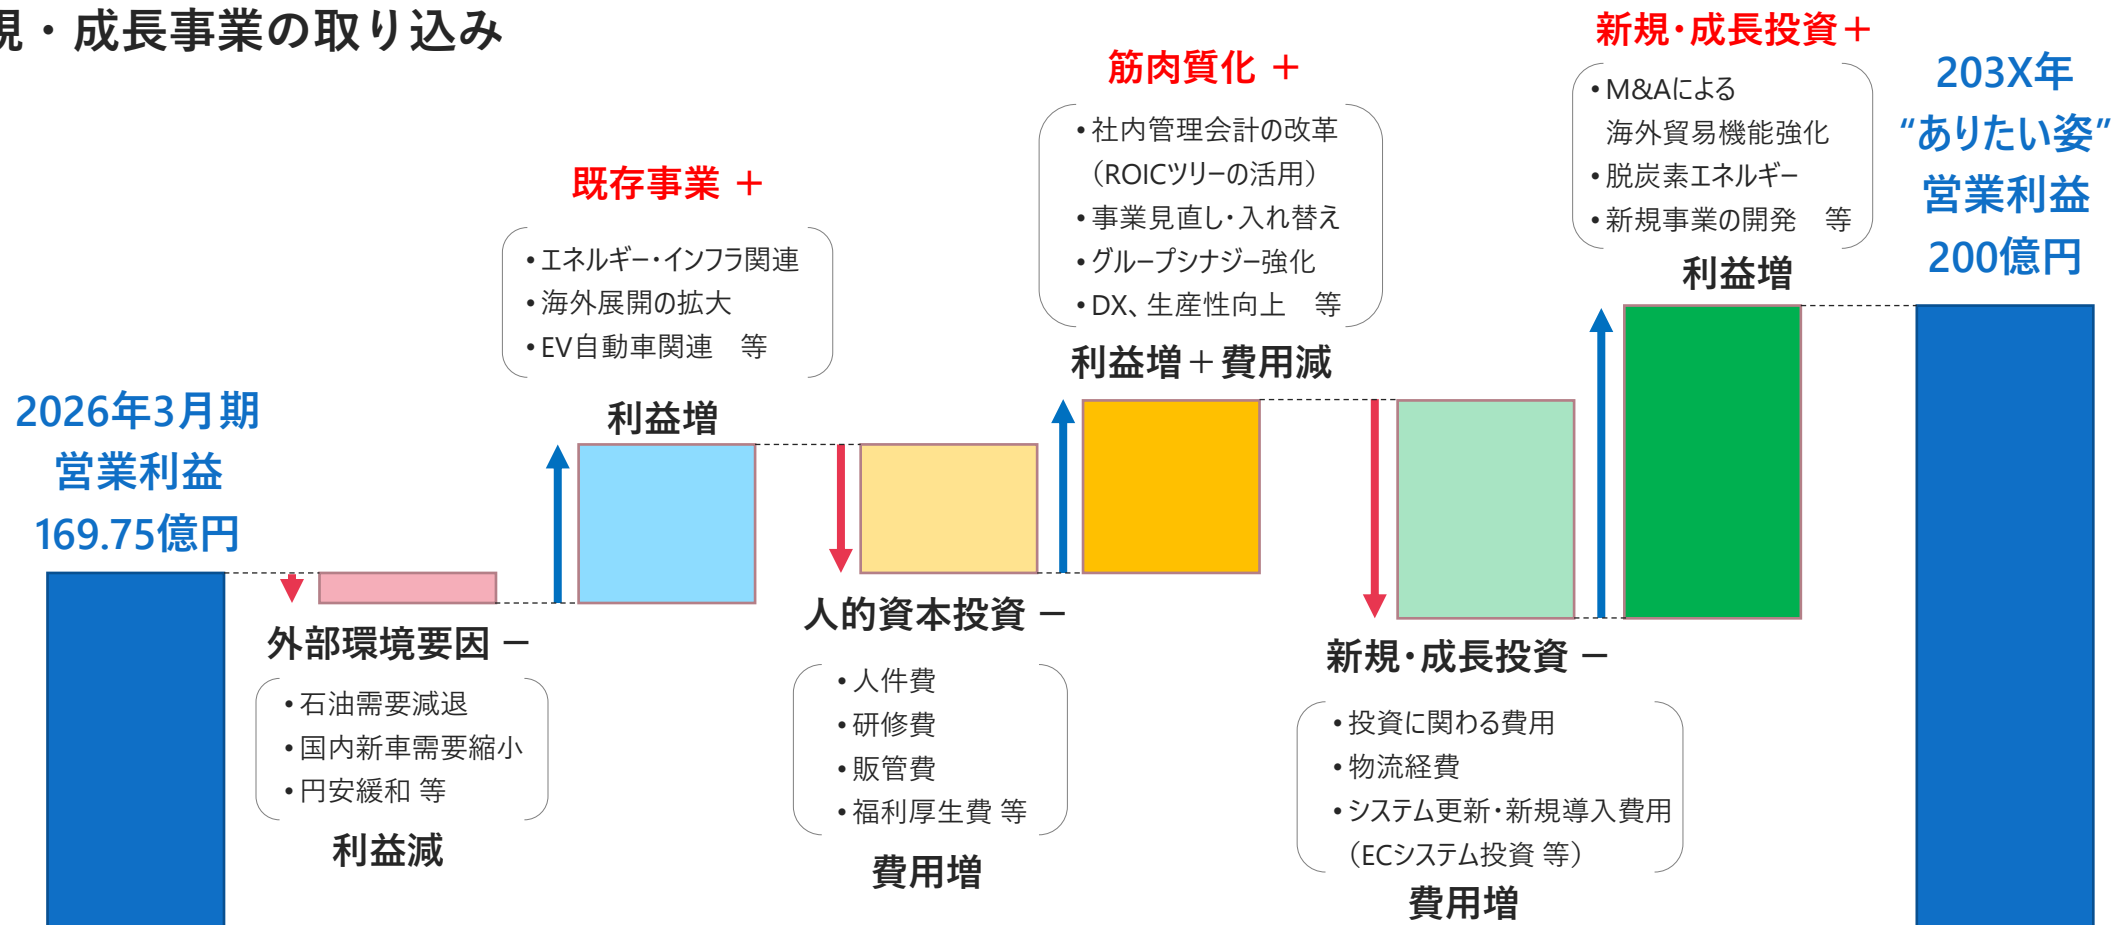 ・成長事業の取り込み
2026年3月期
営業利益
169.75億円
外部環境要因 －
•石油需要減退
•国内新車需要縮小
•円安緩和 等
利益減
既存事業 ＋
•エネルギー・インフラ関連
•海外展開の拡大
•EV自動車関連　等
利益増
人的資本投資 －
•人件費
•研修費
•販管費
•福利厚生費 等
費用増
筋肉質化 ＋
•社内管理会計の改革
（ROICツリーの活用）
•事業見直し・入れ替え
•グループシナジー強化
•DX、生産性向上　等
利益増＋費用減
新規・成長投資 －
•投資に関わる費用
•物流経費
•システム更新・新規導入費用
（ECシステム投資 等）
費用増
新規・成長投資＋
•M&Aによる
海外貿易機能強化
•脱炭素エネルギー
•新規事業の開発　等
利益増
203X年
“ありたい姿”
営業利益
200億円